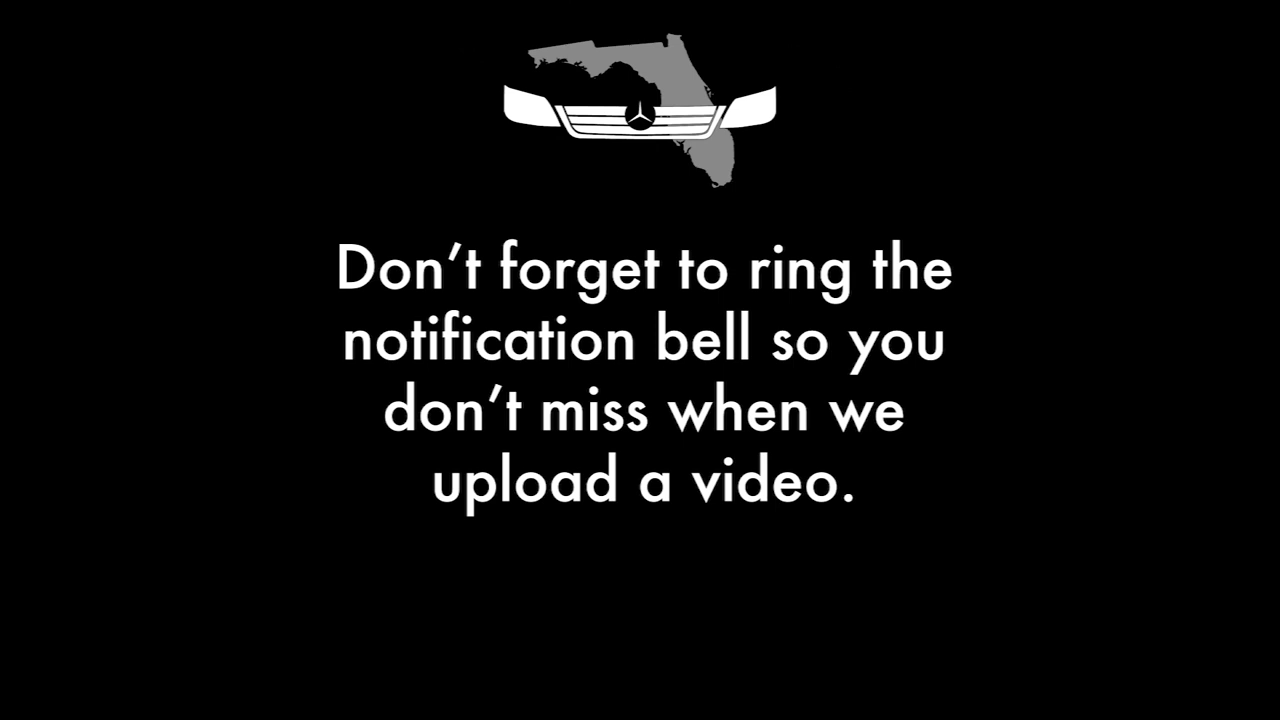 Don’t forget to ring the
notification bell so you
don’t miss when we
upload a video.